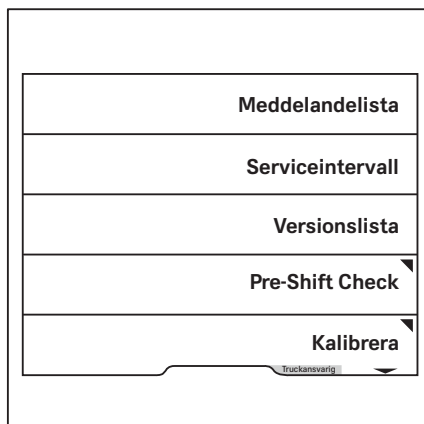 Meddelandelista
Serviceintervall
Versionslista
Pre-Shift Check
Kalibrera
Truckansvarig